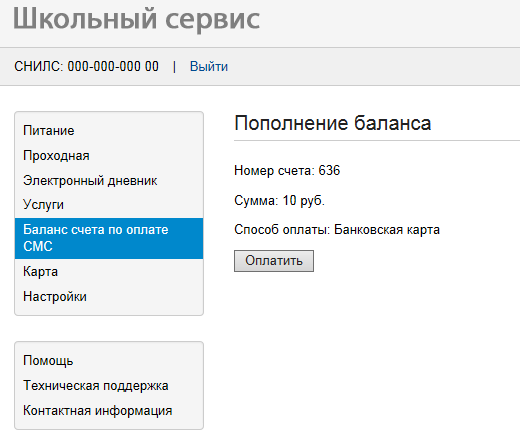 Школьный сервис
СНИЛС: 000-000-000 00 | Выйти
Питание
Проходная
Электронный дневник
Услуги
Баланс счета по оплате
СМС
Карта
Настройки
Помощь
Техническая поддержка
Контактная информация
Пополнение баланса
Номер счета: 636
Сумма: 10 руб.
Способ оплаты: Банковская карта
Оплатить